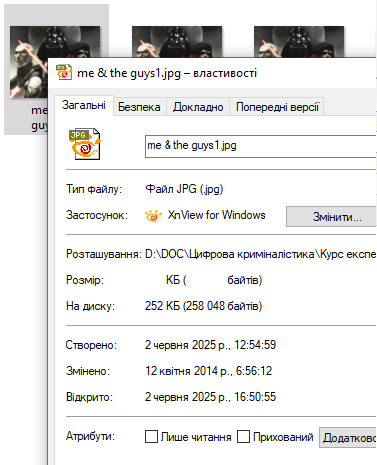 me
guy
me & the guys1.jpg – властивості
Загальні Безпека Докладно Попередні версії
JPG
me & the guys1.jpg
Тип файлу: Файл JPG (.jpg)
Застосунок: XnView for Windows Змінити...
Розташування: D:\DOC\Цифрова криміналістика\Курс експе
Розмір: КБ ( байтів)
На диску: 252 КБ (258 048 байтів)
Створено: 2 червня 2025 р., 12:54:59
Змінено: 12 квітня 2014 р., 6:56:12
Відкрито: 2 червня 2025 р., 16:50:55
Атрибути: Лише читання Прихований Додатково